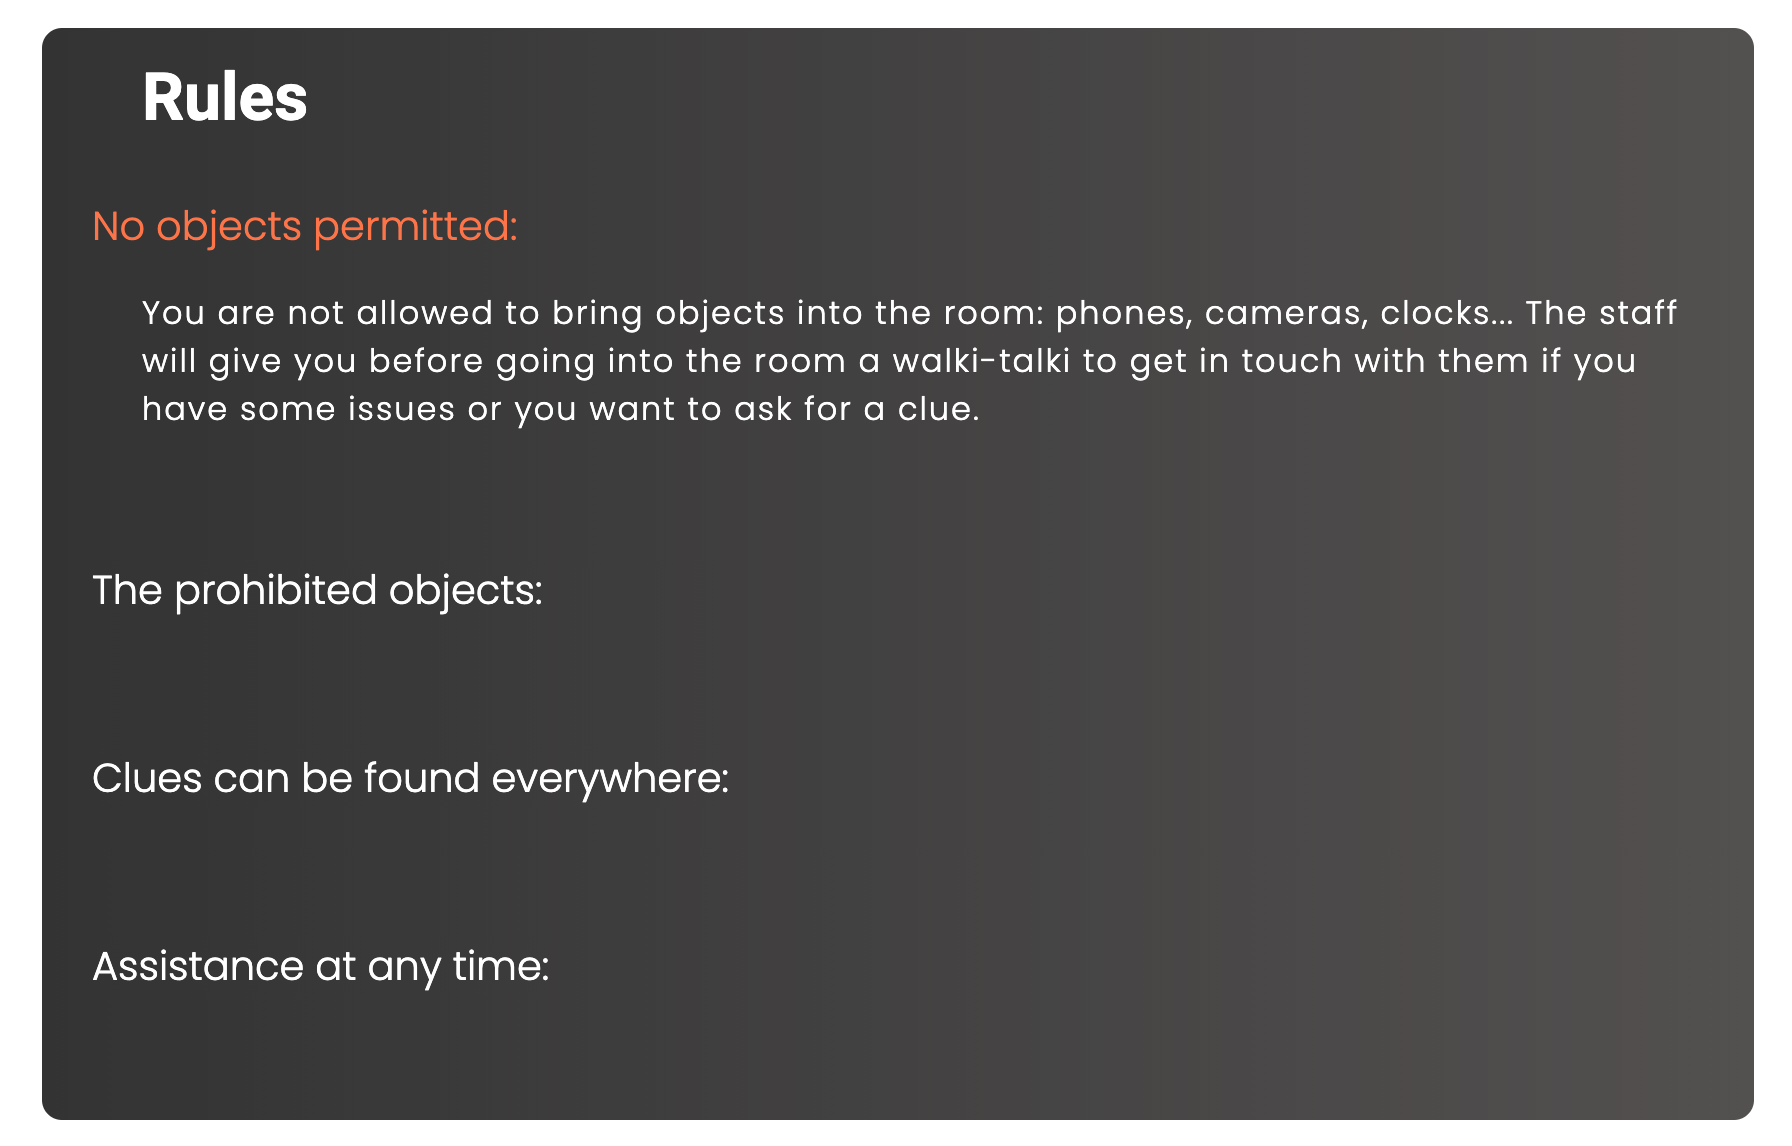 Rules
No objects permitted:
You are not allowed to bring objects into the room: phones, cameras, clocks... The staff
will give you before going into the room a walki-talki to get in touch with them if you
have some issues or you want to ask for a clue.
The prohibited objects:
Clues can be found everywhere:
Assistance at any time: